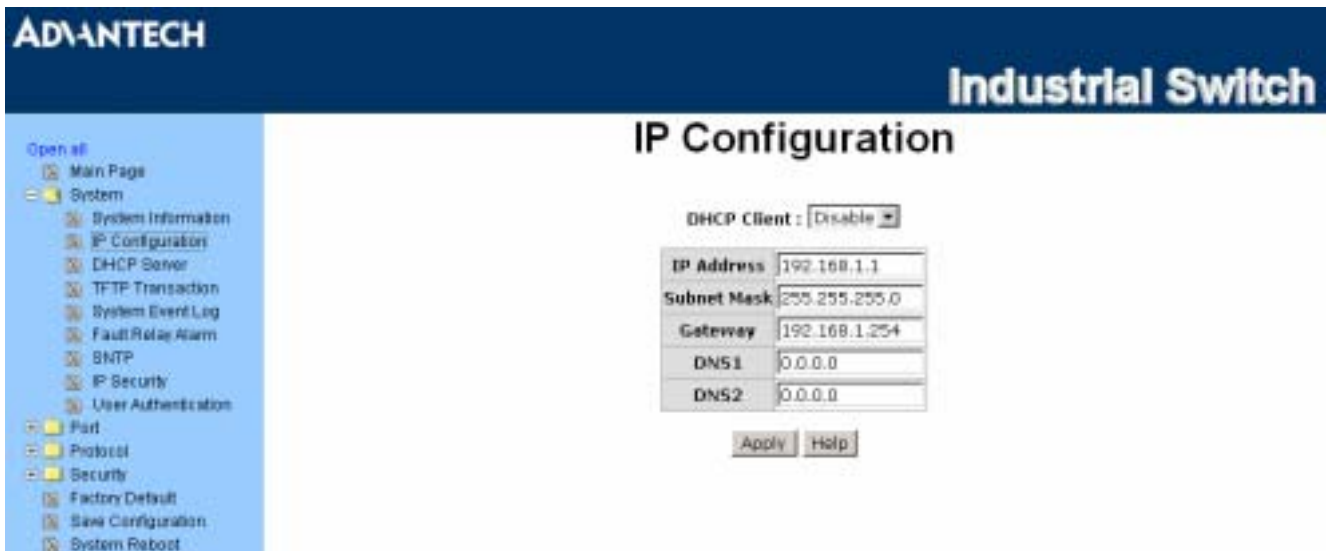 ADVANTECH
Industrial Switch
Open all
Main Page
System
System Information
IP Configuration
DHCP Server
TFTP Transaction
System Event Log
Fault Relay Alarm
SNTP
IP Security
User Authentication
Port
Protocol
Security
Factory Default
Save Configuration
System Reboot
IP Configuration
DHCP Client : Disable
IP Address 192.168.1.1
Subnet Mask 255.255.255.0
Gateway 192.168.1.254
DNS1 0.0.0.0
DNS2 0.0.0.0
Apply Help